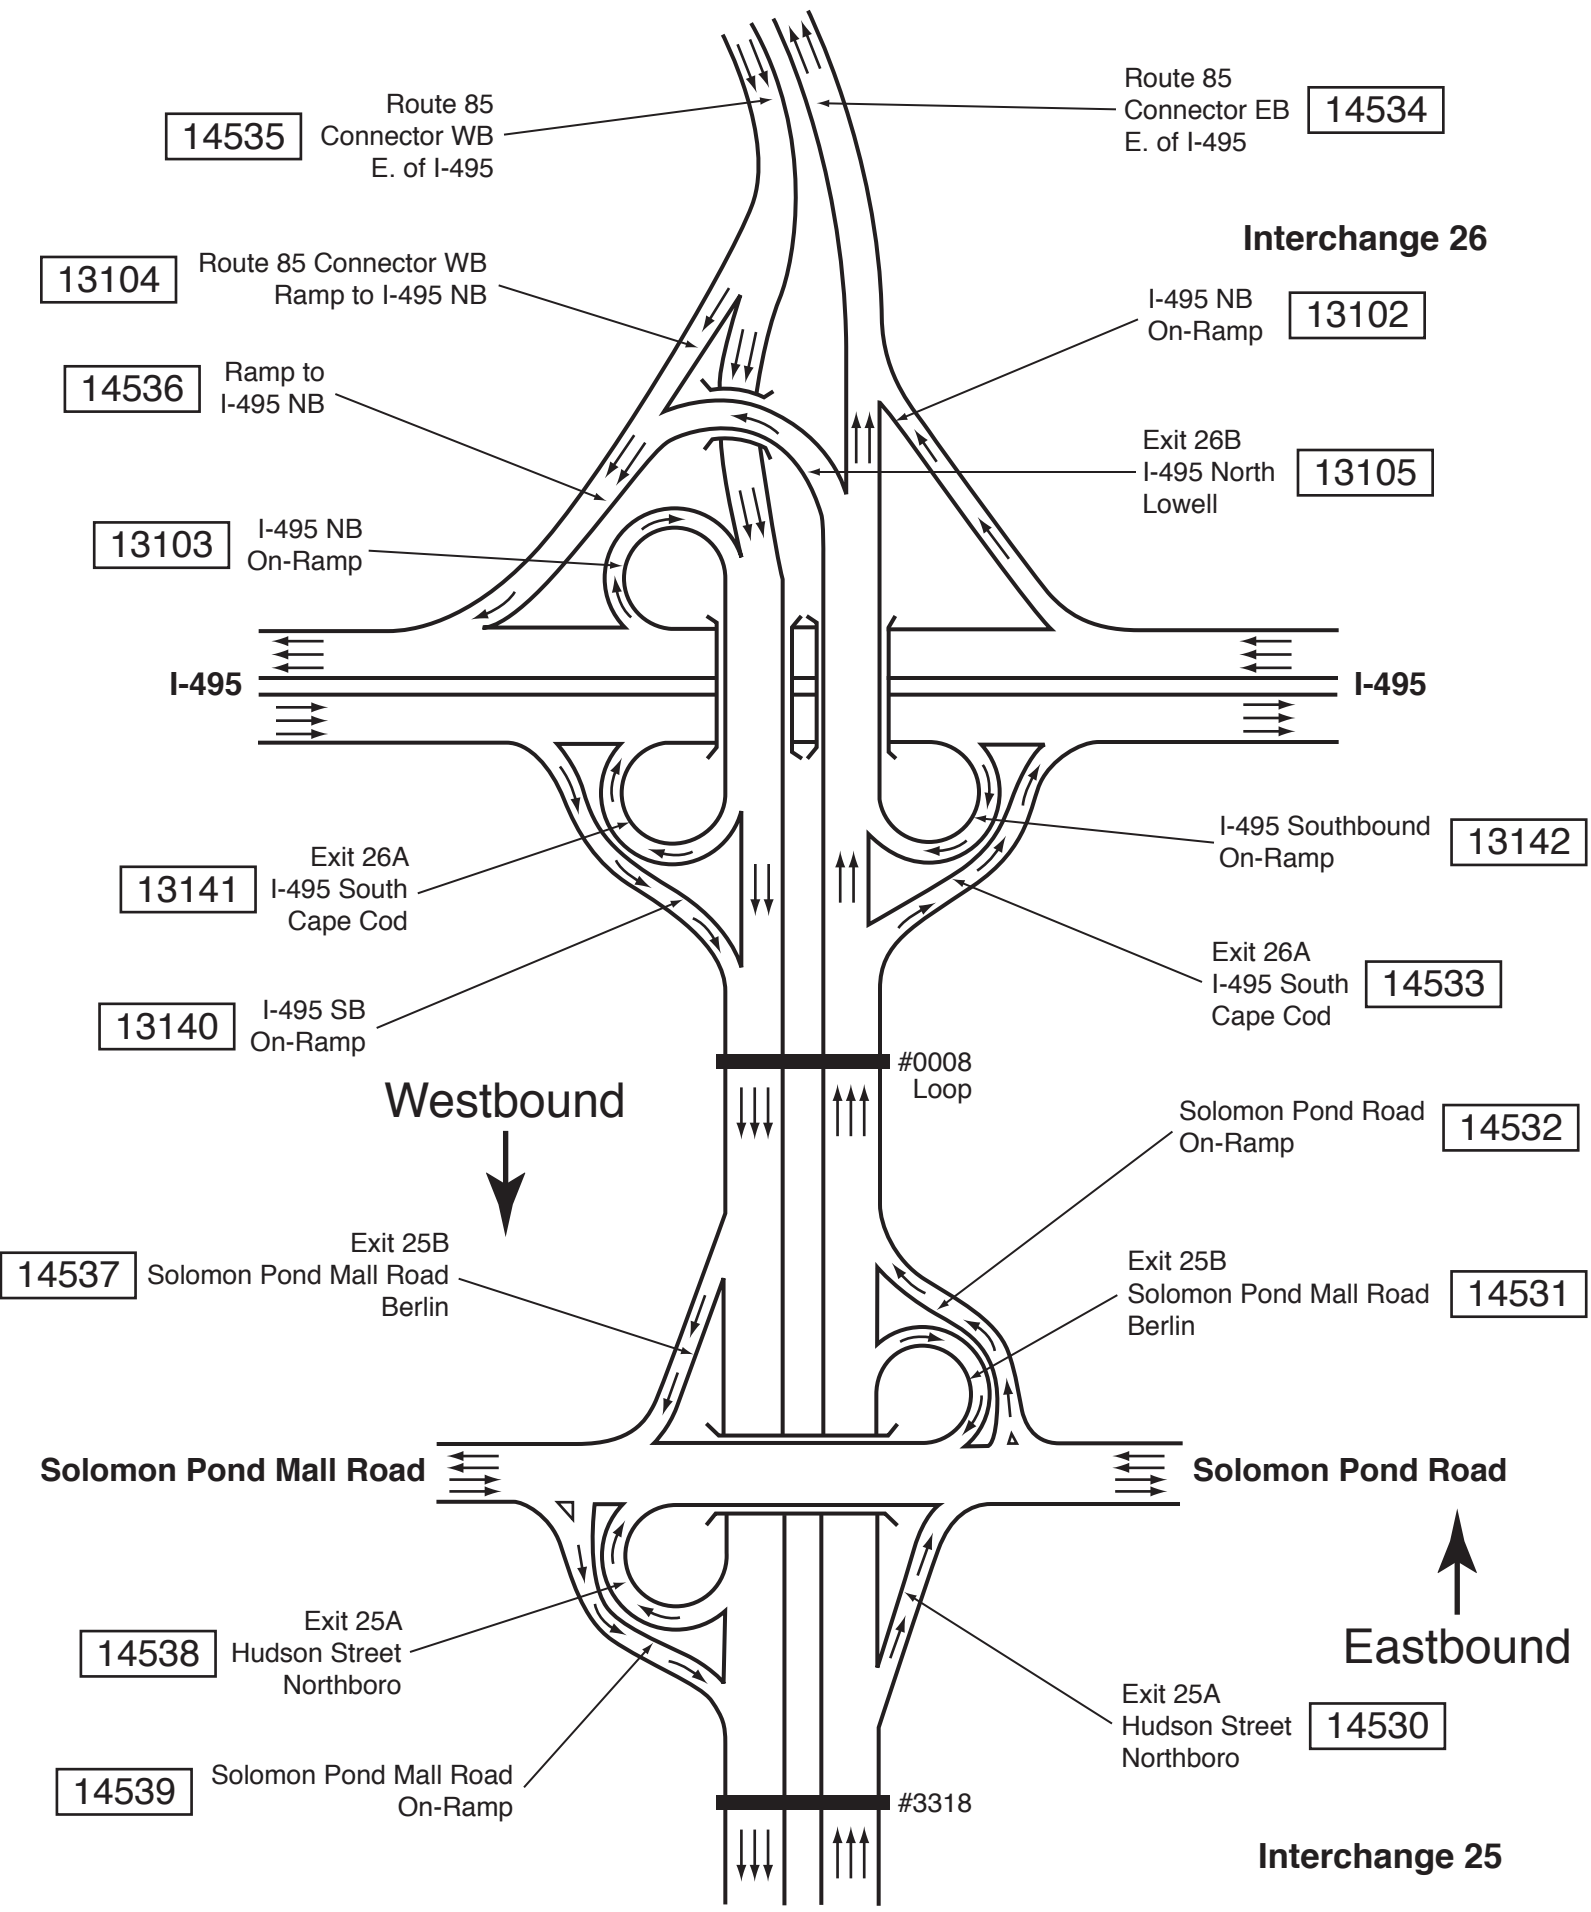 Route 85
Connector WB
E. of I-495
14535
Route 85
Connector EB
E. of I-495
14534
Interchange 26
13104
Route 85 Connector WB
Ramp to I-495 NB
I-495 NB
On-Ramp
13102
14536
Ramp to
I-495 NB
Exit 26B
I-495 North
Lowell
13105
13103
I-495 NB
On-Ramp
I-495
I-495
I-495 Southbound
On-Ramp
13142
13141
Exit 26A
I-495 South
Cape Cod
Exit 26A
I-495 South
Cape Cod
14533
13140
I-495 SB
On-Ramp
#0008
Loop
Westbound
Solomon Pond Road
On-Ramp
14532
14537
Exit 25B
Solomon Pond Mall Road
Berlin
Exit 25B
Solomon Pond Mall Road
Berlin
14531
Solomon Pond Mall Road
Solomon Pond Road
14538
Exit 25A
Hudson Street
Northboro
Eastbound
Exit 25A
Hudson Street
Northboro
14530
14539
Solomon Pond Mall Road
On-Ramp
#3318
Interchange 25